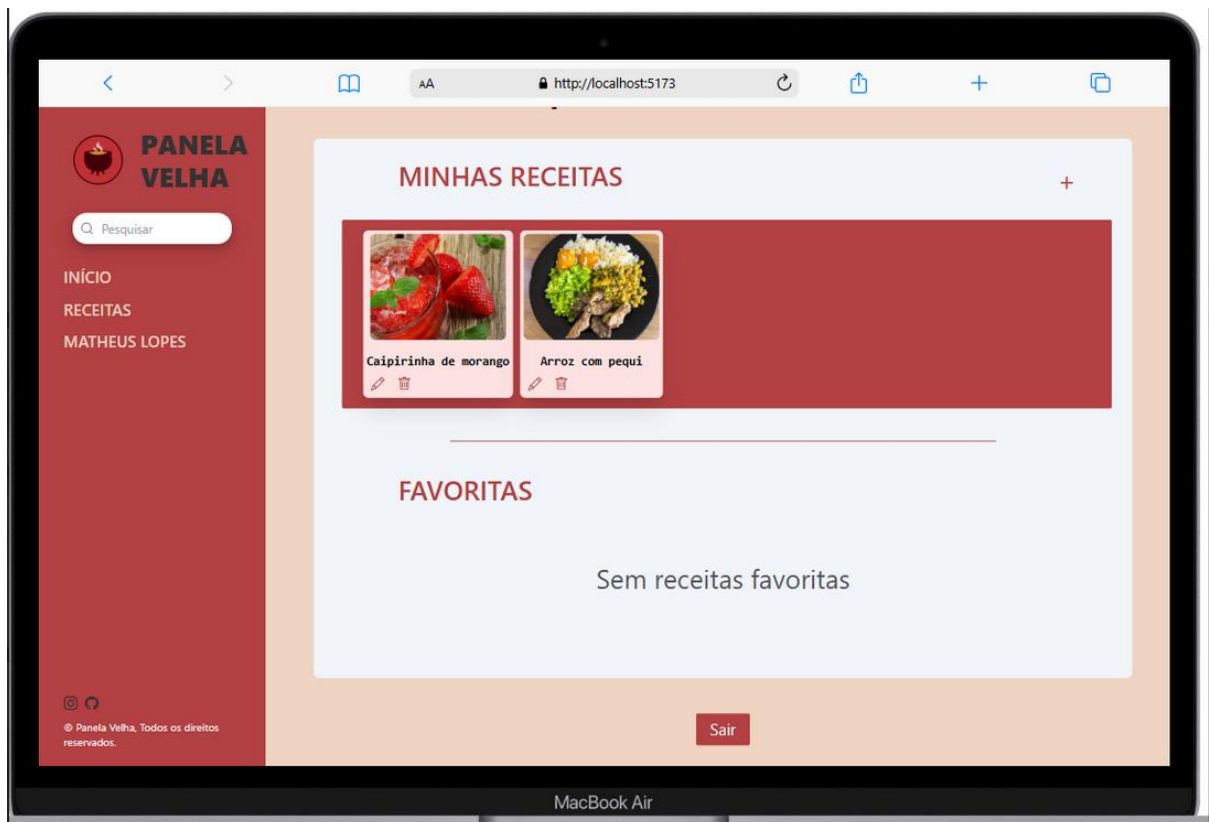 AA
http://localhost:5173
PANELA
VELHA
Pesquisar
INÍCIO
RECEITAS
MATHEUS LOPES
© Panela Velha, Todos os direitos
reservados.
MINHAS RECEITAS
+
Caipirinha de morango
Arroz com pequi
FAVORITAS
Sem receitas favoritas
Sair
MacBook Air